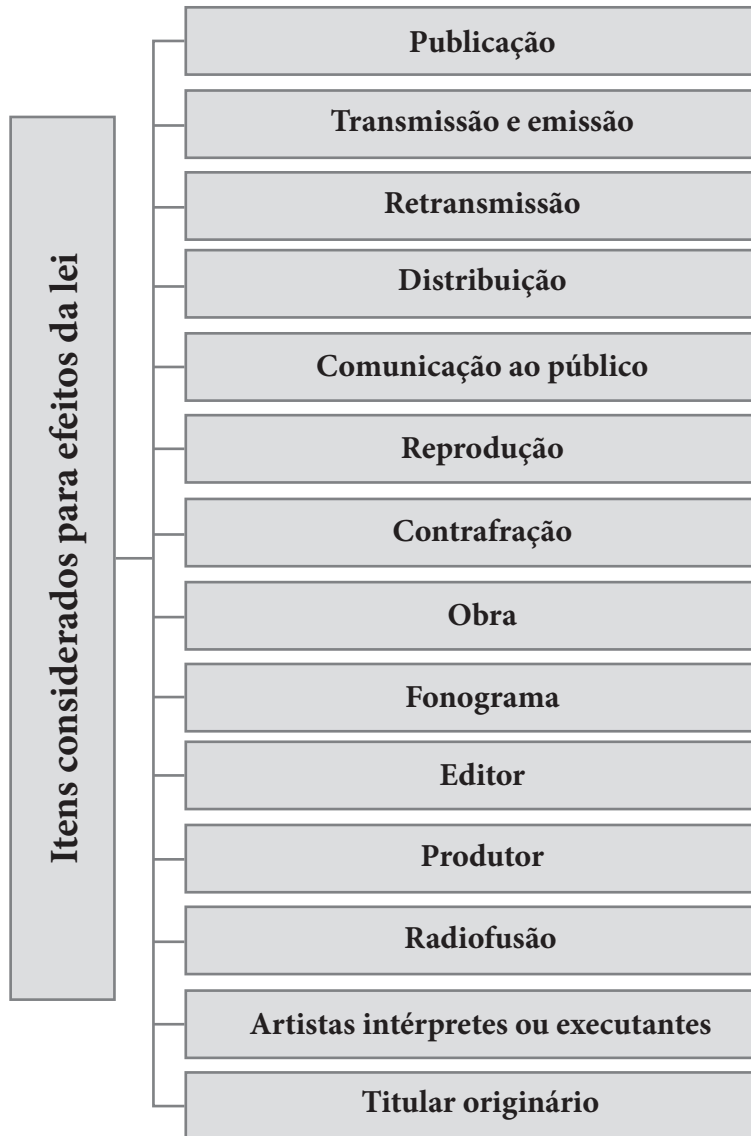 Itens considerados para efeitos da lei
Publicação
Transmissão e emissão
Retransmissão
Distribuição
Comunicação ao público
Reprodução
Contrafração
Obra
Fonograma
Editor
Produtor
Radiofusão
Artistas intérpretes ou executantes
Titular originário